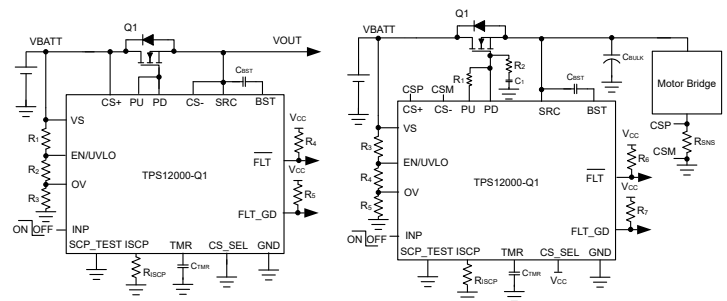 Q1
VBATT
VOUT
CBST
CS+
PU
PD
CS-
SRC
BST
VS
R1
EN/UVLO
R2
OV
R3
TPS12000-Q1
VCC
R4
FLT
VCC
R5
FLT_GD
ON
OFF
INP
SCP_TEST
ISCP
TMR
CS_SEL
GND
RISCP
CTMR
Q1
VBATT
R2
C1
R1
CBULK
CBST
Motor Bridge
CSP
CSM
CS+
CS-
PU
PD
SRC
BST
CSP
RSNS
CSM
VS
R3
EN/UVLO
R4
OV
R5
TPS12000-Q1
VCC
R6
FLT
VCC
R7
FLT_GD
ON
OFF
INP
SCP_TEST
ISCP
TMR
CS_SEL
GND
RISCP
CTMR
VCC